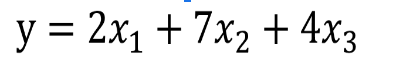 y = 2x₁ + 7x₂ + 4x₃